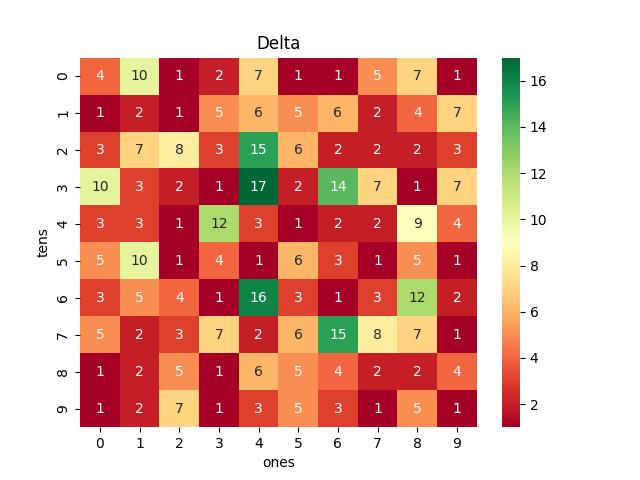 Delta
0 4 10 1 2 7 1 1 5 7 1
1 1 2 1 5 6 5 6 2 4 7
2 3 7 8 3 15 6 2 2 2 3
3 10 3 2 1 17 2 14 7 1 7
4 3 3 1 12 3 1 2 2 9 4
5 5 10 1 4 1 6 3 1 5 1
6 3 5 4 1 16 3 1 3 12 2
7 5 2 3 7 2 6 15 8 7 1
8 1 2 5 1 6 5 4 2 2 4
9 1 2 7 1 3 5 3 1 5 1
0 1 2 3 4 5 6 7 8 9
ones
tens
16
14
12
10
8
6
4
2